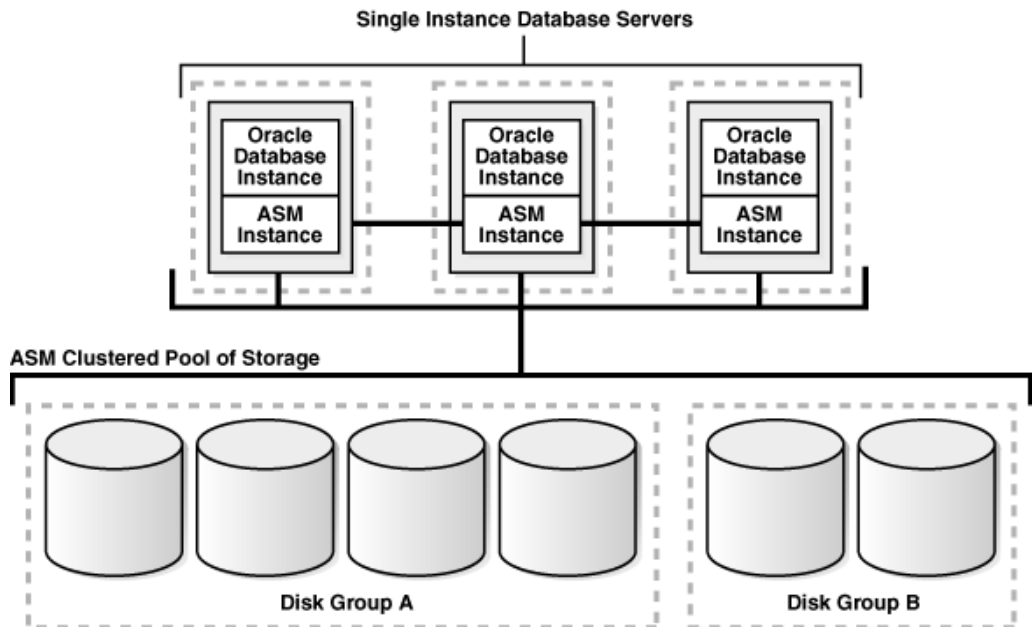 Single Instance Database Servers
Oracle
Database
Instance
ASM
Instance
Oracle
Database
Instance
ASM
Instance
Oracle
Database
Instance
ASM
Instance
ASM Clustered Pool of Storage
Disk Group A
Disk Group B